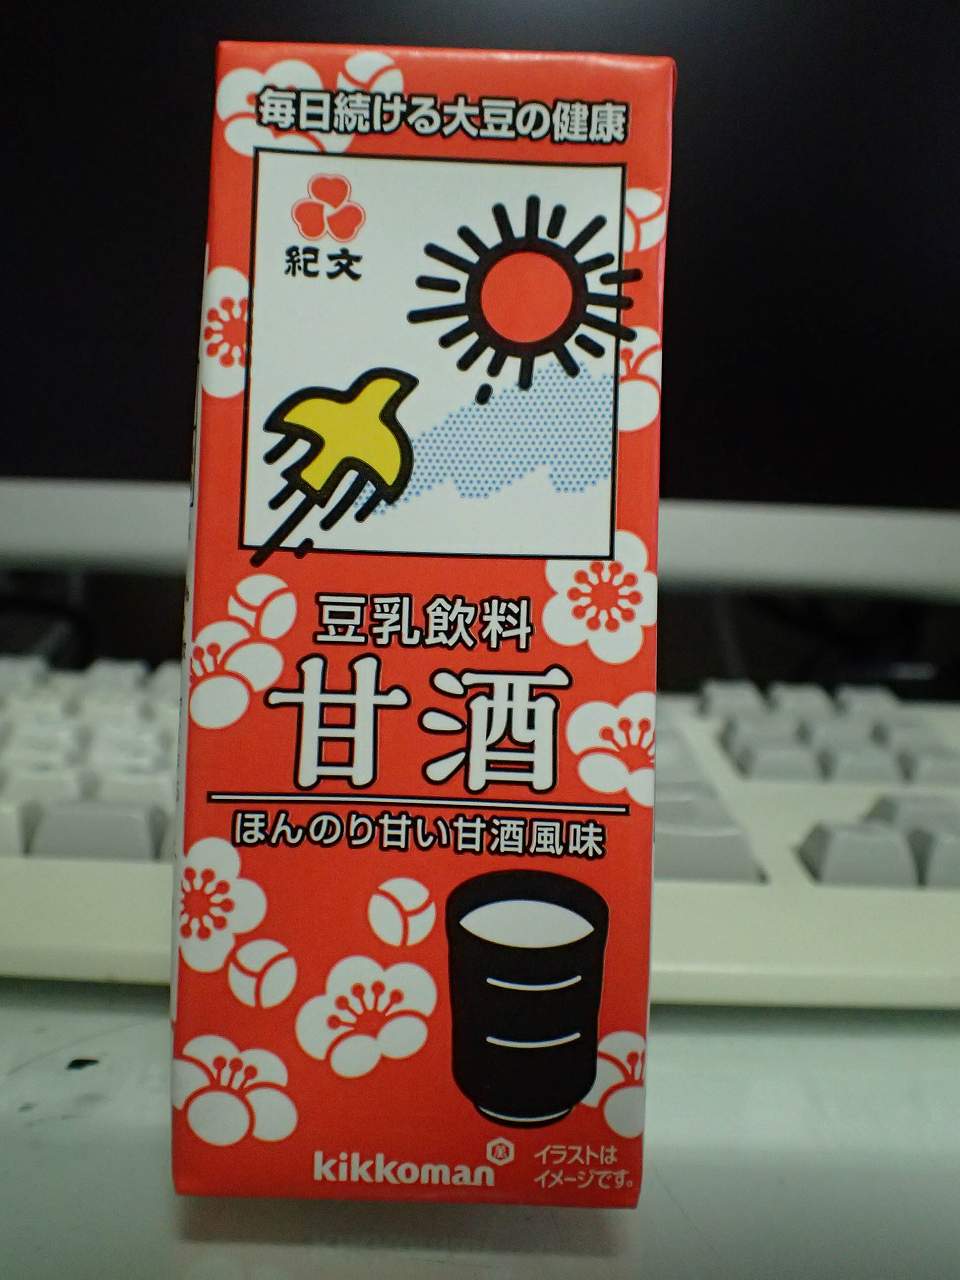 毎日続ける大豆の健康
紀文
豆乳飲料
甘酒
ほんのり甘い甘酒風味
kikkoman
萬
イラストは
イメージです。